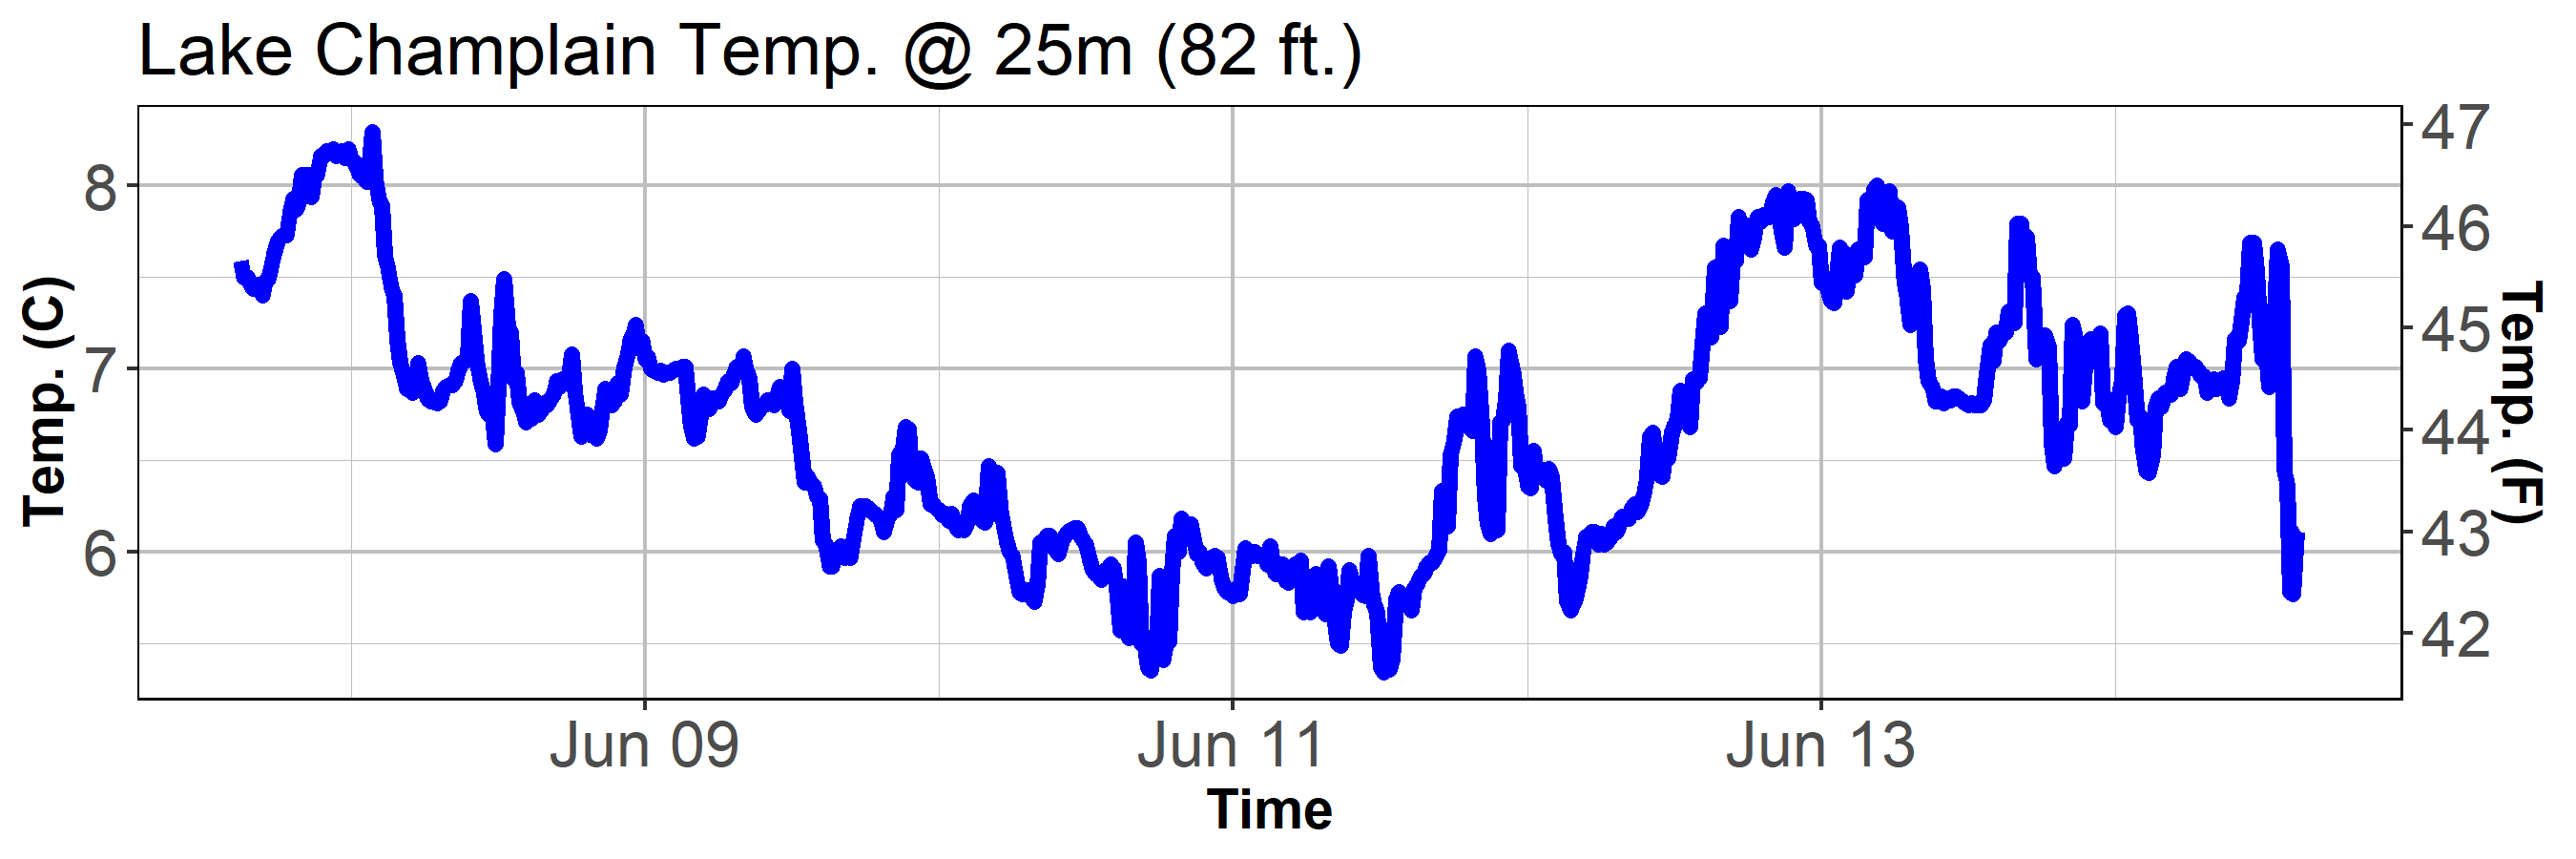 Lake Champlain Temp. @ 25m (82 ft.)
Temp. (C)
8
7
6
47
46
45
44
43
42
Temp. (F)
Jun 09 Jun 11 Jun 13
Time